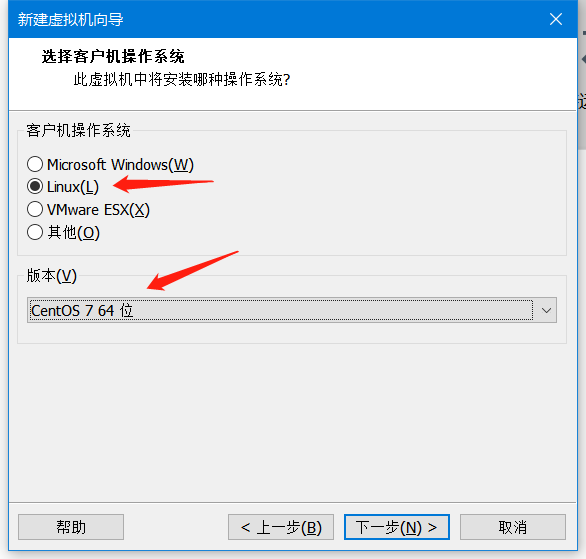 新建虚拟机向导
选择客户机操作系统
此虚拟机中将安装哪种操作系统?
客户机操作系统
Microsoft Windows(W)
Linux(L)
VMware ESX(X)
其他(O)
版本(V)
CentOS 7 64 位
帮助
< 上一步(B)
下一步(N) >
取消